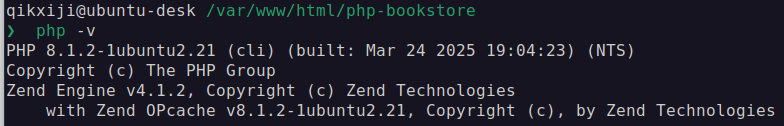 qikxiji@ubuntu-desk /var/www/html/php-bookstore
❯ php -v
PHP 8.1.2-1ubuntu2.21 (cli) (built: Mar 24 2025 19:04:23) (NTS)
Copyright (c) The PHP Group
Zend Engine v4.1.2, Copyright (c) Zend Technologies
    with Zend OPcache v8.1.2-1ubuntu2.21, Copyright (c), by Zend Technologies